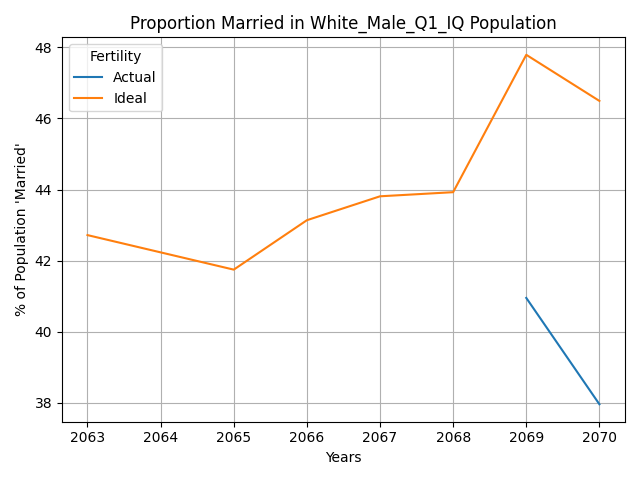 Proportion Married in White_Male_Q1_IQ Population
% of Population 'Married'
48
46
44
42
40
38
Fertility
Actual
Ideal
2063 2064 2065 2066 2067 2068 2069 2070
Years